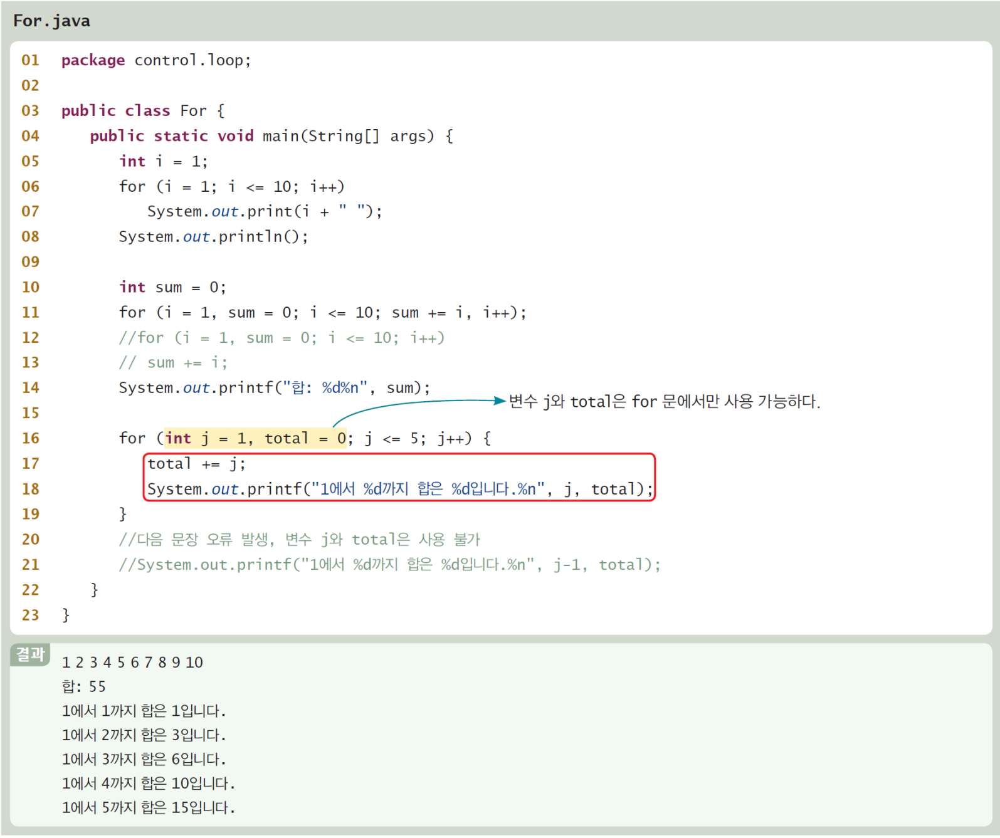 For.java
01 package control.loop;
02
03 public class For {
04 public static void main(String[] args) {
05 int i = 1;
06 for (i = 1; i <= 10; i++)
07 System.out.print(i + " ");
08 System.out.println();
09
10 int sum = 0;
11 for (i = 1, sum = 0; i <= 10; sum += i, i++);
12 //for (i = 1, sum = 0; i <= 10; i++)
13 // sum += i;
14 System.out.printf("합: %d%n", sum);
변수 j와 total은 for 문에서만 사용 가능하다.
15
16 for (int j = 1, total = 0; j <= 5; j++) {
17 total += j;
18 System.out.printf("1에서 %d까지 합은 %d입니다.%n", j, total);
19 }
20 //다음 문장 오류 발생, 변수 j와 total은 사용 불가
21 //System.out.printf("1에서 %d까지 합은 %d입니다.%n", j-1, total);
22 }
23 }
결과
1 2 3 4 5 6 7 8 9 10
합: 55
1에서 1까지 합은 1입니다.
1에서 2까지 합은 3입니다.
1에서 3까지 합은 6입니다.
1에서 4까지 합은 10입니다.
1에서 5까지 합은 15입니다.